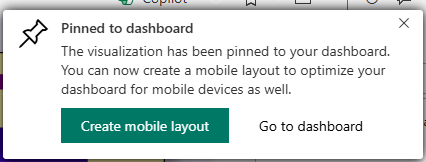 Copilot
Pinned to dashboard
The visualization has been pinned to your dashboard.
You can now create a mobile layout to optimize your
dashboard for mobile devices as well.
Create mobile layout
Go to dashboard